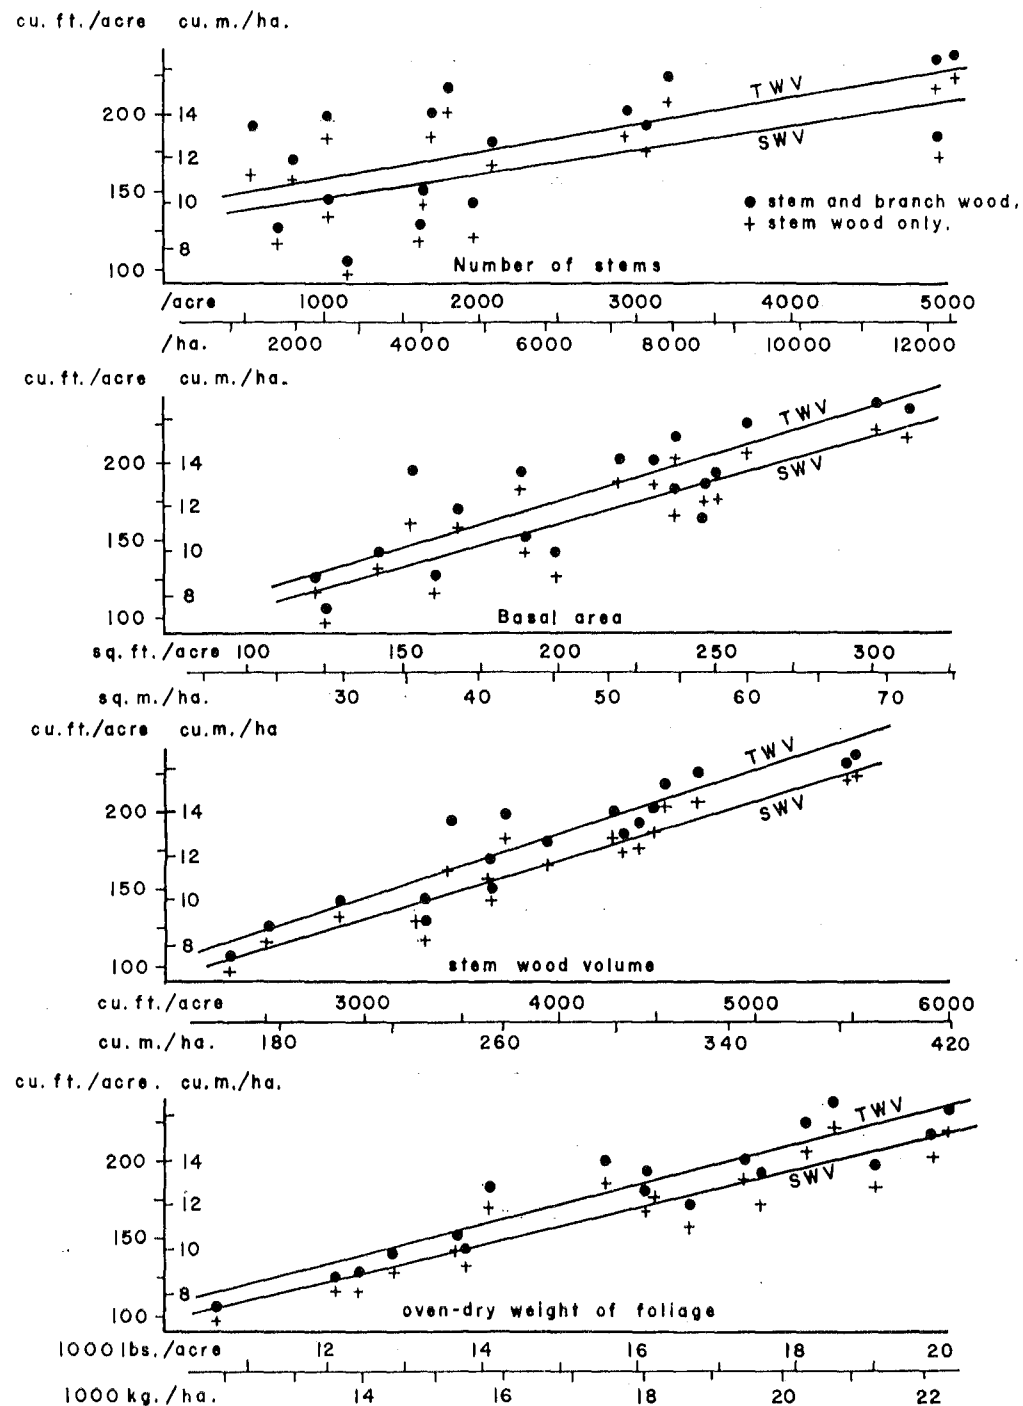 cu. ft./acre cu. m./ha.
TWV
200 14
SWV
12
150 10
● stem and branch wood,
+ stem wood only,
8
100
Number of stems
/acre 1000 2000 3000 4000 5000
/ha. 2000 4000 6000 8000 10000 12000
cu. ft./acre cu. m./ha.
TWV
200 14
SWV
12
150 10
8
100
Basal area
sq. ft./acre 100 150 200 250 300
sq. m./ha. 30 40 50 60 70
cu. ft./acre cu. m./ha
TWV
200 14
SWV
12
150 10
8
100
stem wood volume
cu. ft./acre 3000 4000 5000 6000
cu. m./ha. 180 260 340 420
cu. ft./acre. cu. m./ha.
TWV
200 14
SWV
12
150 10
8
100
oven-dry weight of foliage
1000 lbs./acre 12 14 16 18 20
1000 kg./ha. 14 16 18 20 22